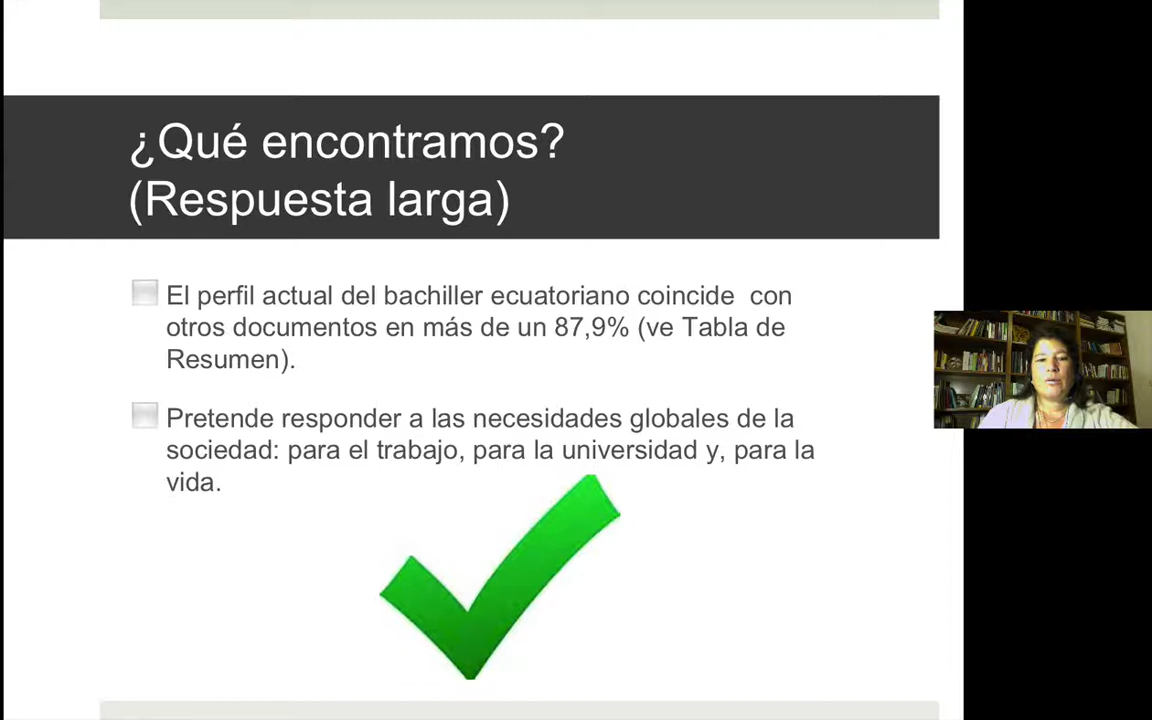 ¿Qué encontramos?
(Respuesta larga)
El perfil actual del bachiller ecuatoriano coincide con
otros documentos en más de un 87,9% (ve Tabla de
Resumen).
Pretende responder a las necesidades globales de la
sociedad: para el trabajo, para la universidad y, para la
vida.